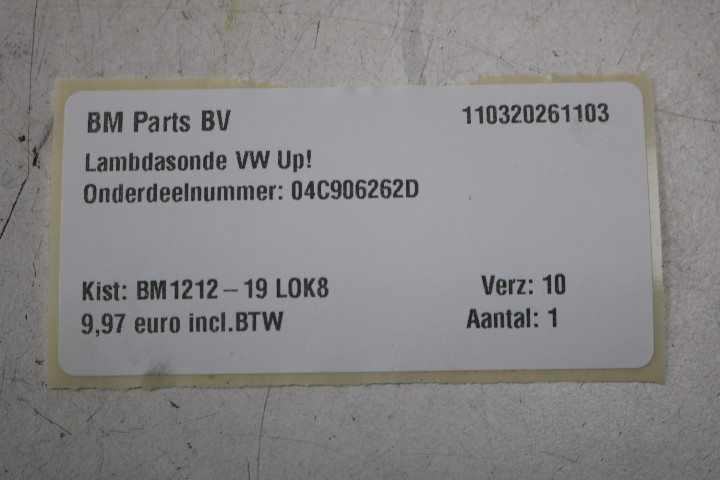 BM Parts BV 110320261103
Lambdasonde VW Up!
Onderdeelnummer: 04C906262D
Kist: BM1212 – 19 LOK8 Verz: 10
9,97 euro incl.BTW Aantal: 1